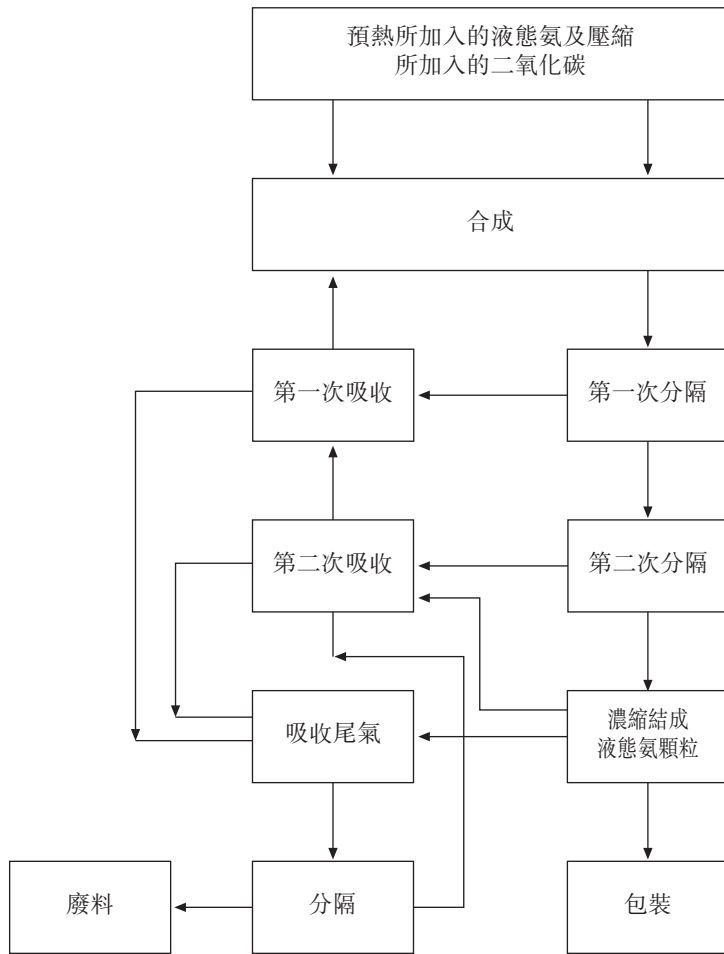 預熱所加入的液態氨及壓縮
所加入的二氧化碳
合成
第一次吸收
第一次分隔
第二次吸收
第二次分隔
吸收尾氣
濃縮結成
液態氨顆粒
廢料
分隔
包裝